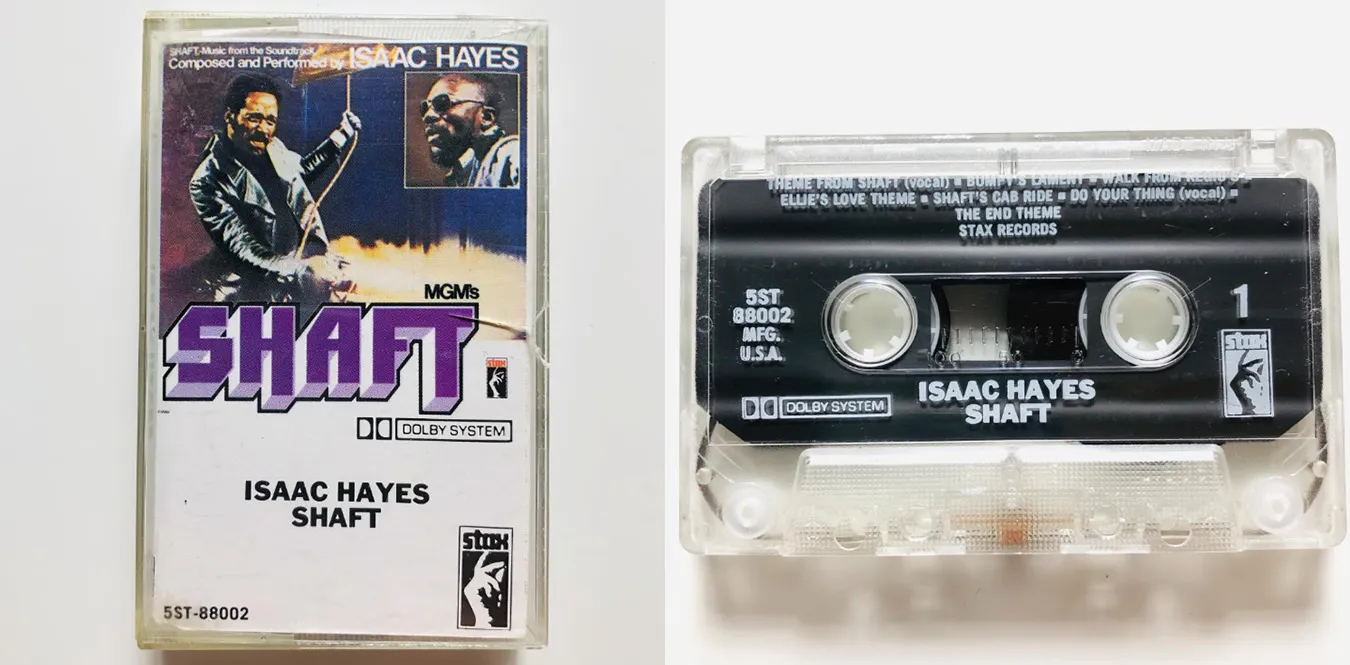 SHAFT-Music from the Soundtrack
Composed and Performed by ISAAC HAYES
MGM's
SHAFT
stax
DOLBY SYSTEM
ISAAC HAYES
SHAFT
stax
5ST-88002
THEME FROM SHAFT (vocal) ▪ BUMPY'S LAMENT ▪ WALK FROM REGIO'S
ELLIE'S LOVE THEME ▪ SHAFT'S CAB RIDE ▪ DO YOUR THING (vocal) ▪
THE END THEME
STAX RECORDS
5ST
88002
MFG.
U.S.A.
1
stax
DOLBY SYSTEM
ISAAC HAYES
SHAFT